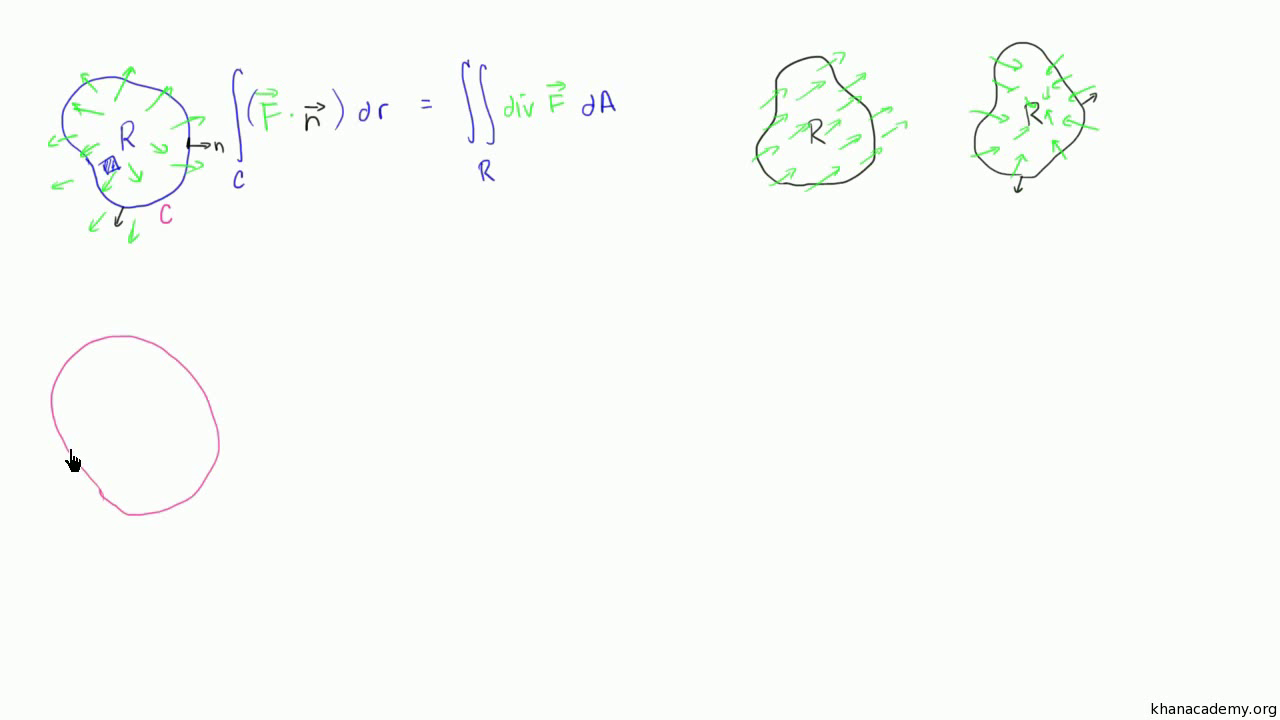 R
n
C
∫ (F⃗ · n⃗) dr = ∬ div F⃗ dA
C
R
R
R
khanacademy.org